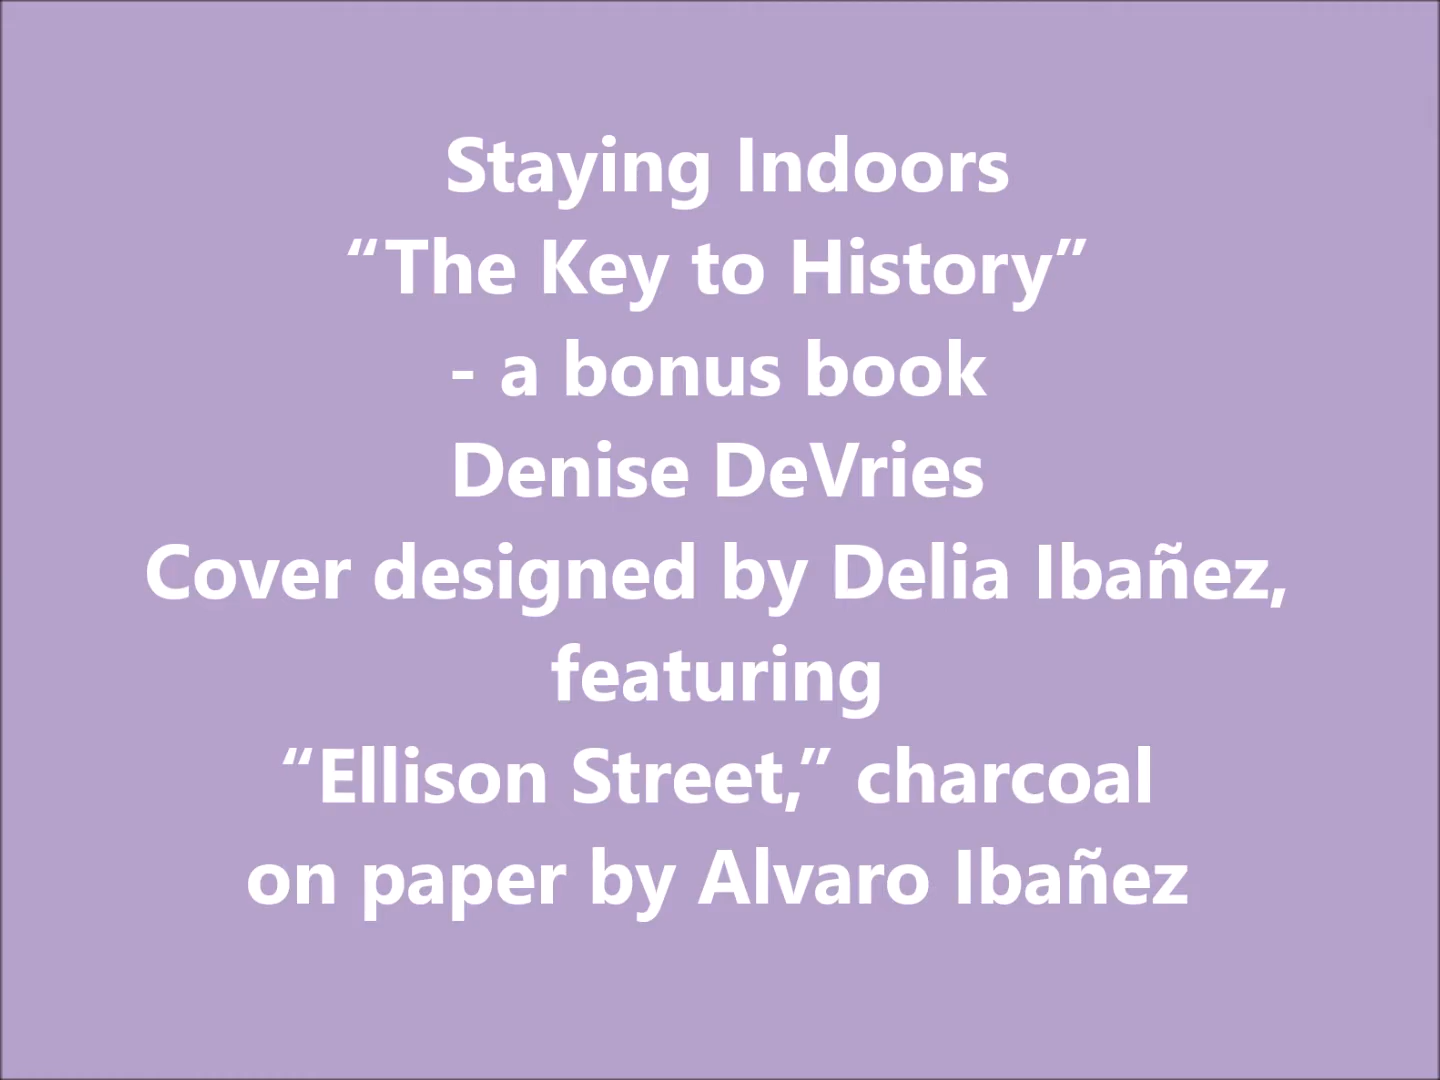 Staying Indoors
“The Key to History”
- a bonus book
Denise DeVries
Cover designed by Delia Ibañez,
featuring
“Ellison Street,” charcoal
on paper by Alvaro Ibañez